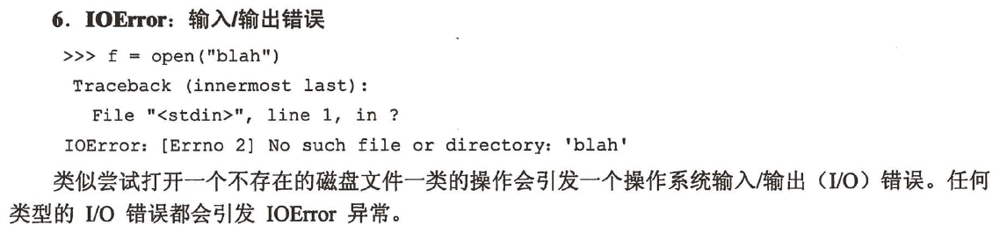 6．IOError：输入/输出错误
>>> f = open("blah")
Traceback (innermost last):
File "<stdin>", line 1, in ?
IOError: [Errno 2] No such file or directory: 'blah'
类似尝试打开一个不存在的磁盘文件一类的操作会引发一个操作系统输入/输出（I/O）错误。任何
类型的 I/O 错误都会引发 IOError 异常。